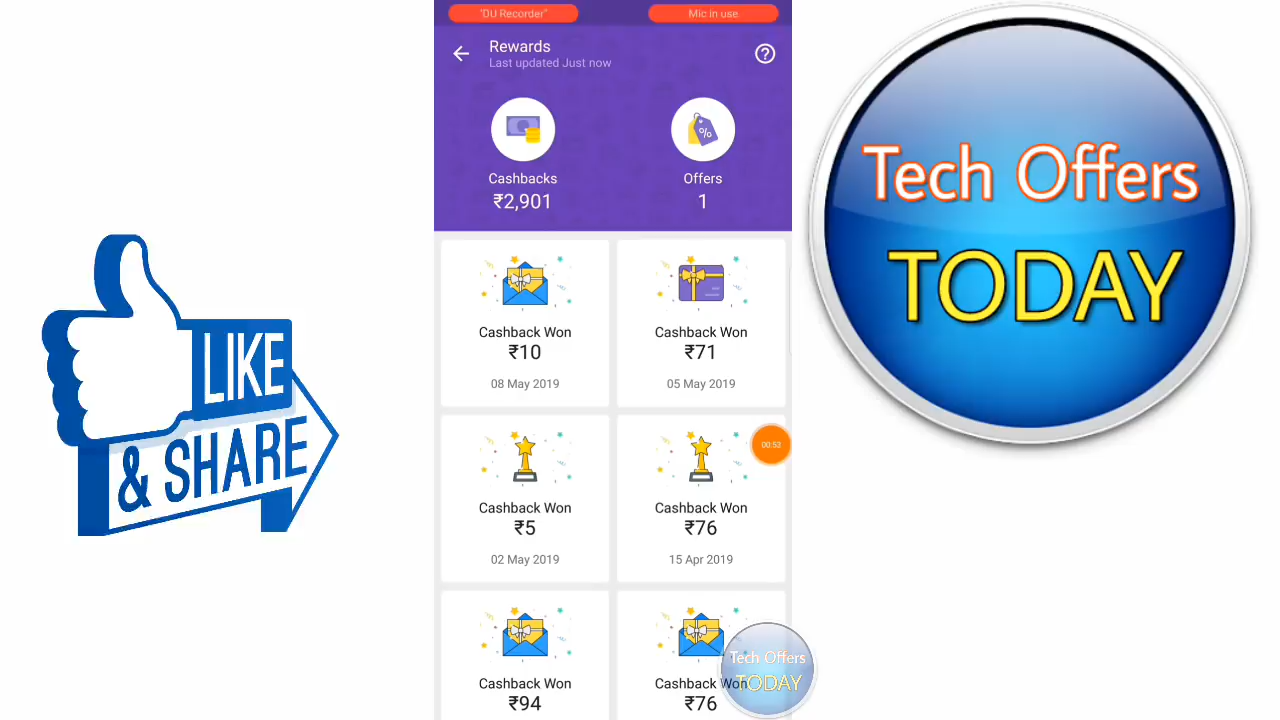 "DU Recorder"
Mic in use
Rewards
Last updated Just now
Cashbacks
₹2,901
Offers
1
Cashback Won
₹10
08 May 2019
Cashback Won
₹71
05 May 2019
Cashback Won
₹5
02 May 2019
Cashback Won
₹76
15 Apr 2019
00:53
Cashback Won
₹94
Cashback Won
₹76
Tech Offers
TODAY
LIKE
& SHARE
Tech Offers
TODAY